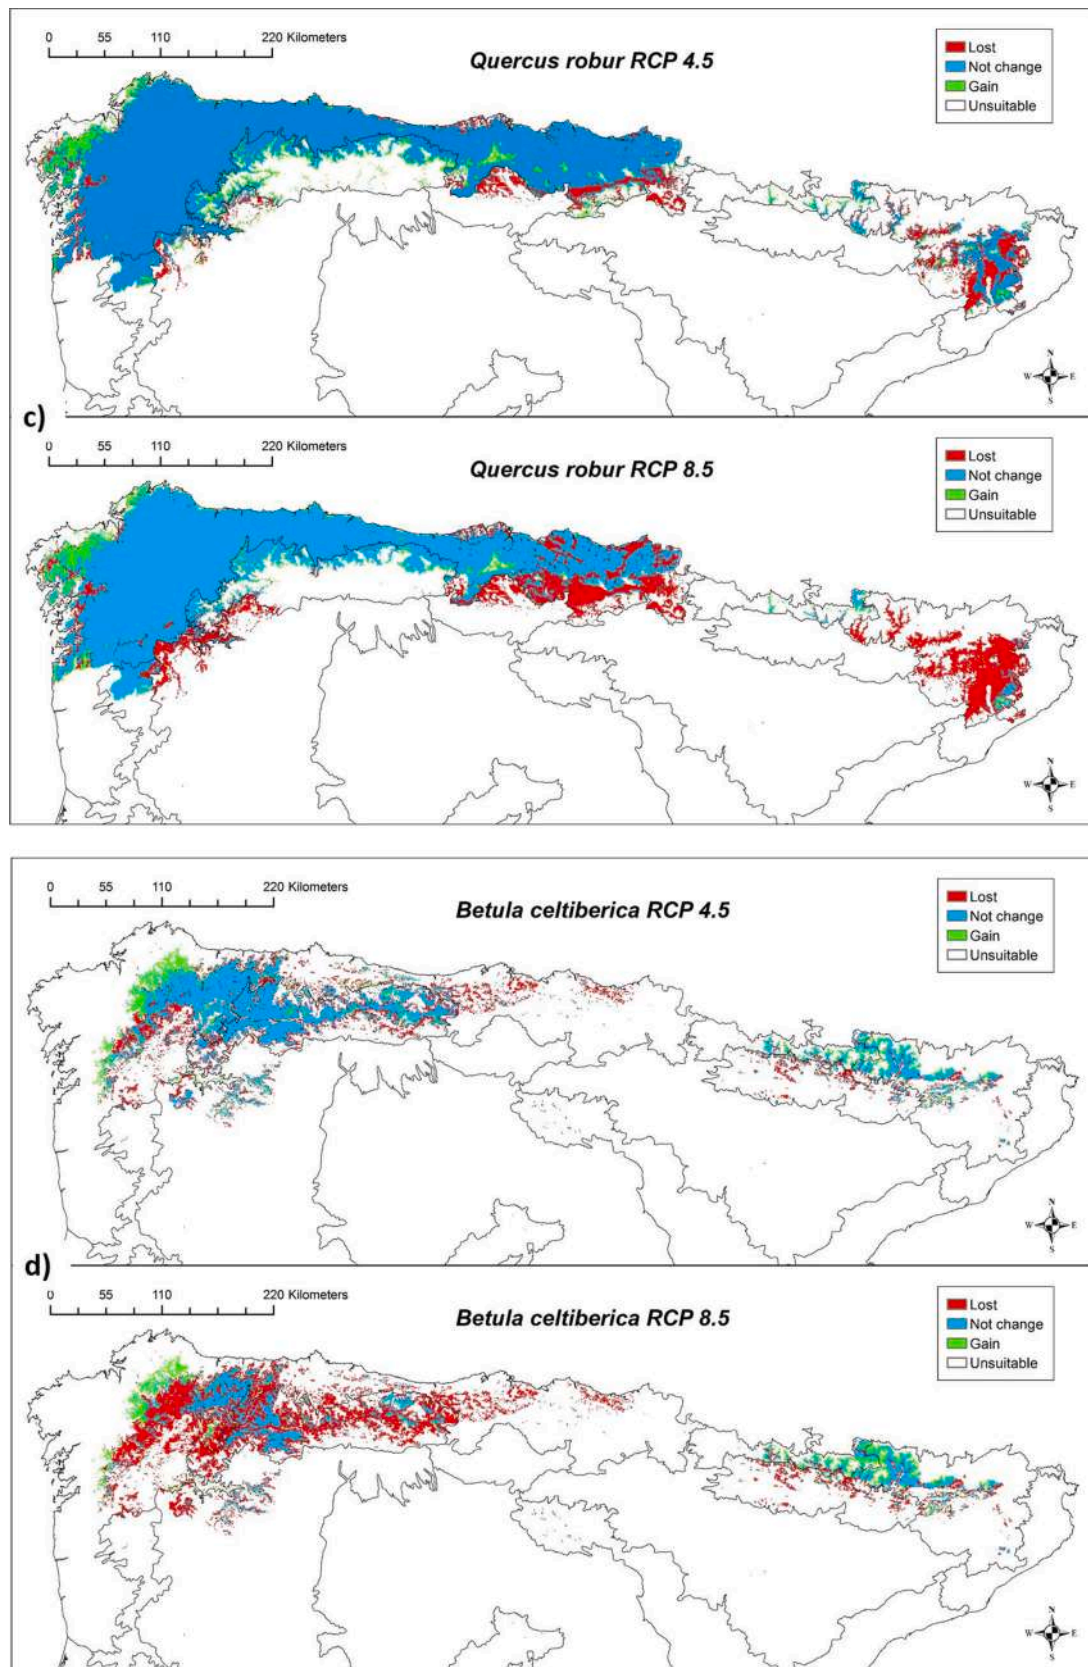 0 55 110 220 Kilometers
Quercus robur RCP 4.5
Lost
Not change
Gain
Unsuitable
N
W E
S
c)
0 55 110 220 Kilometers
Quercus robur RCP 8.5
Lost
Not change
Gain
Unsuitable
N
W E
S
0 55 110 220 Kilometers
Betula celtiberica RCP 4.5
Lost
Not change
Gain
Unsuitable
N
W E
S
d)
0 55 110 220 Kilometers
Betula celtiberica RCP 8.5
Lost
Not change
Gain
Unsuitable
N
W E
S